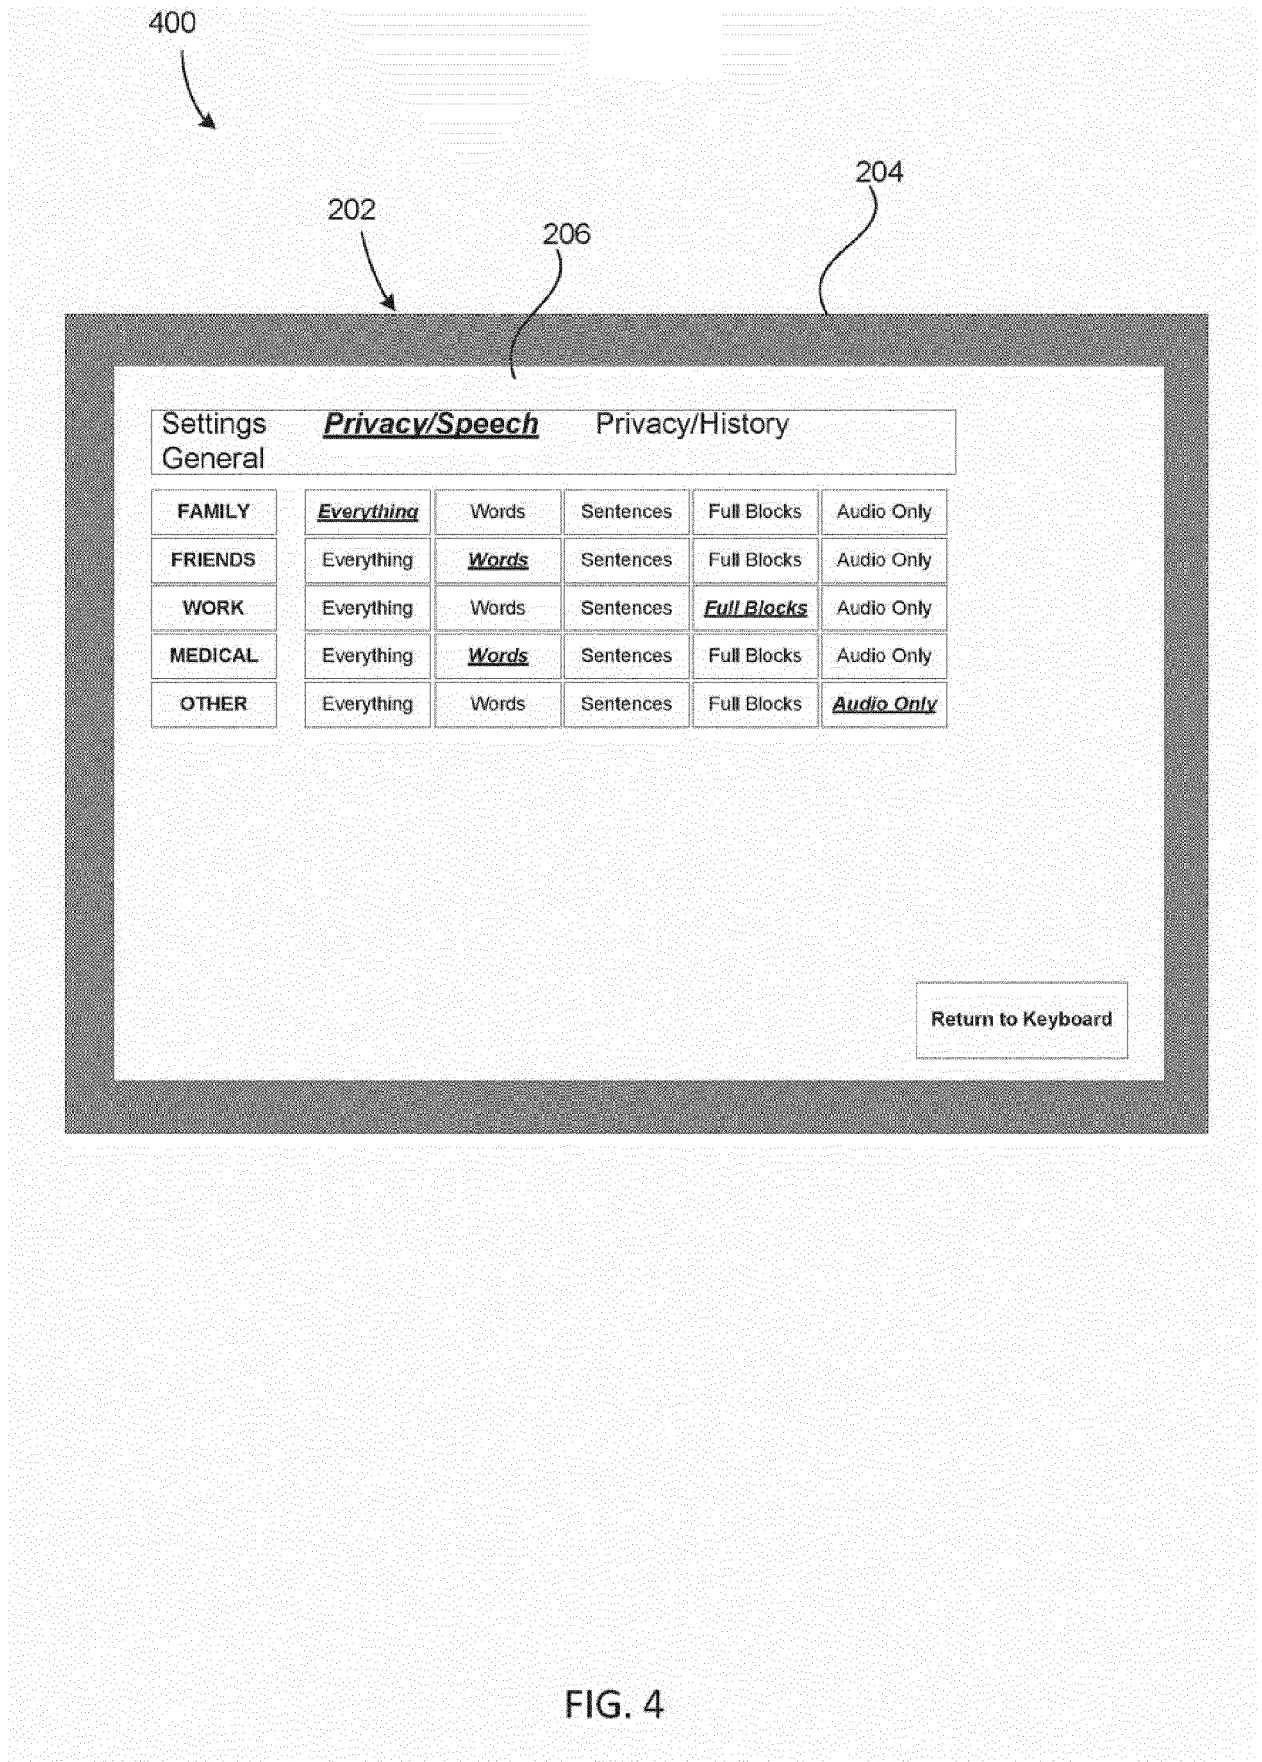 400
204
202
206
Settings Privacy/Speech Privacy/History
General
FAMILY Everything Words Sentences Full Blocks Audio Only
FRIENDS Everything Words Sentences Full Blocks Audio Only
WORK Everything Words Sentences Full Blocks Audio Only
MEDICAL Everything Words Sentences Full Blocks Audio Only
OTHER Everything Words Sentences Full Blocks Audio Only
Return to Keyboard
FIG. 4